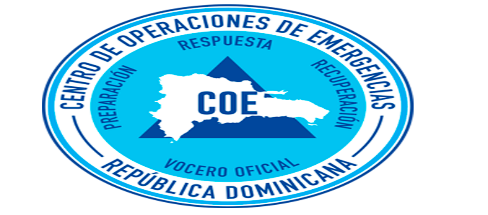 CENTRO DE OPERACIONES DE EMERGENCIAS
RESPUESTA
PREPARACIÓN
RECUPERACIÓN
COE
VOCERO OFICIAL
REPÚBLICA DOMINICANA